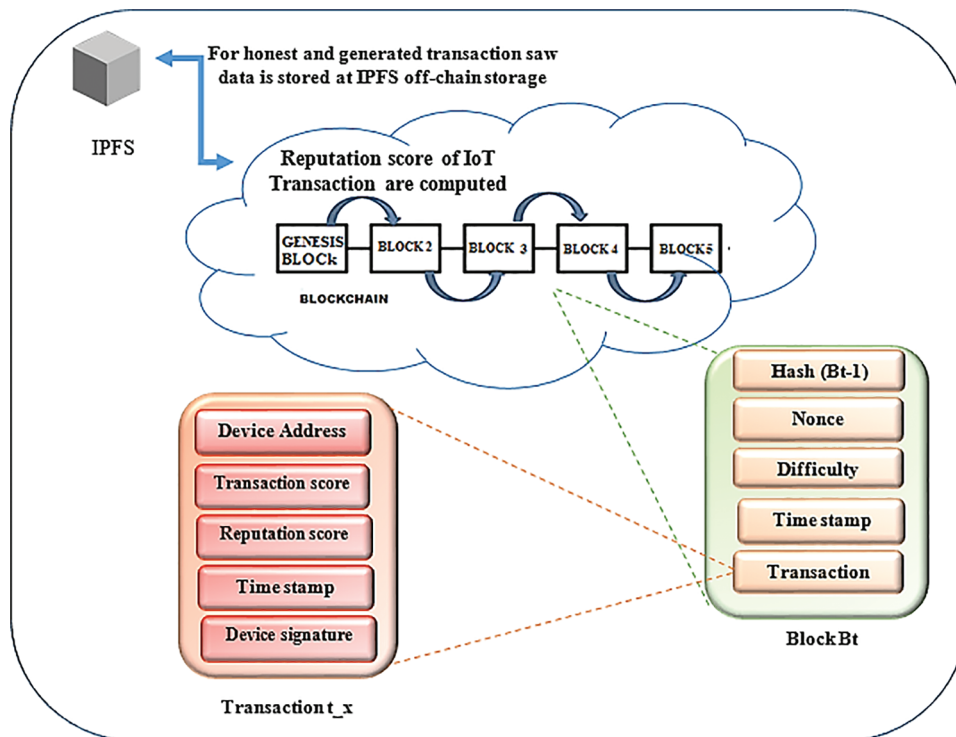 For honest and generated transaction saw
data is stored at IPFS off-chain storage
IPFS
Reputation score of IoT
Transaction are computed
GENESIS
BLOCk
BLOCK 2
BLOCK 3
BLOCK 4
BLOCK 5
BLOCKCHAIN
Hash (Bt-1)
Nonce
Difficulty
Time stamp
Transaction
Block Bt
Device Address
Transaction score
Reputation score
Time stamp
Device signature
Transaction t_x